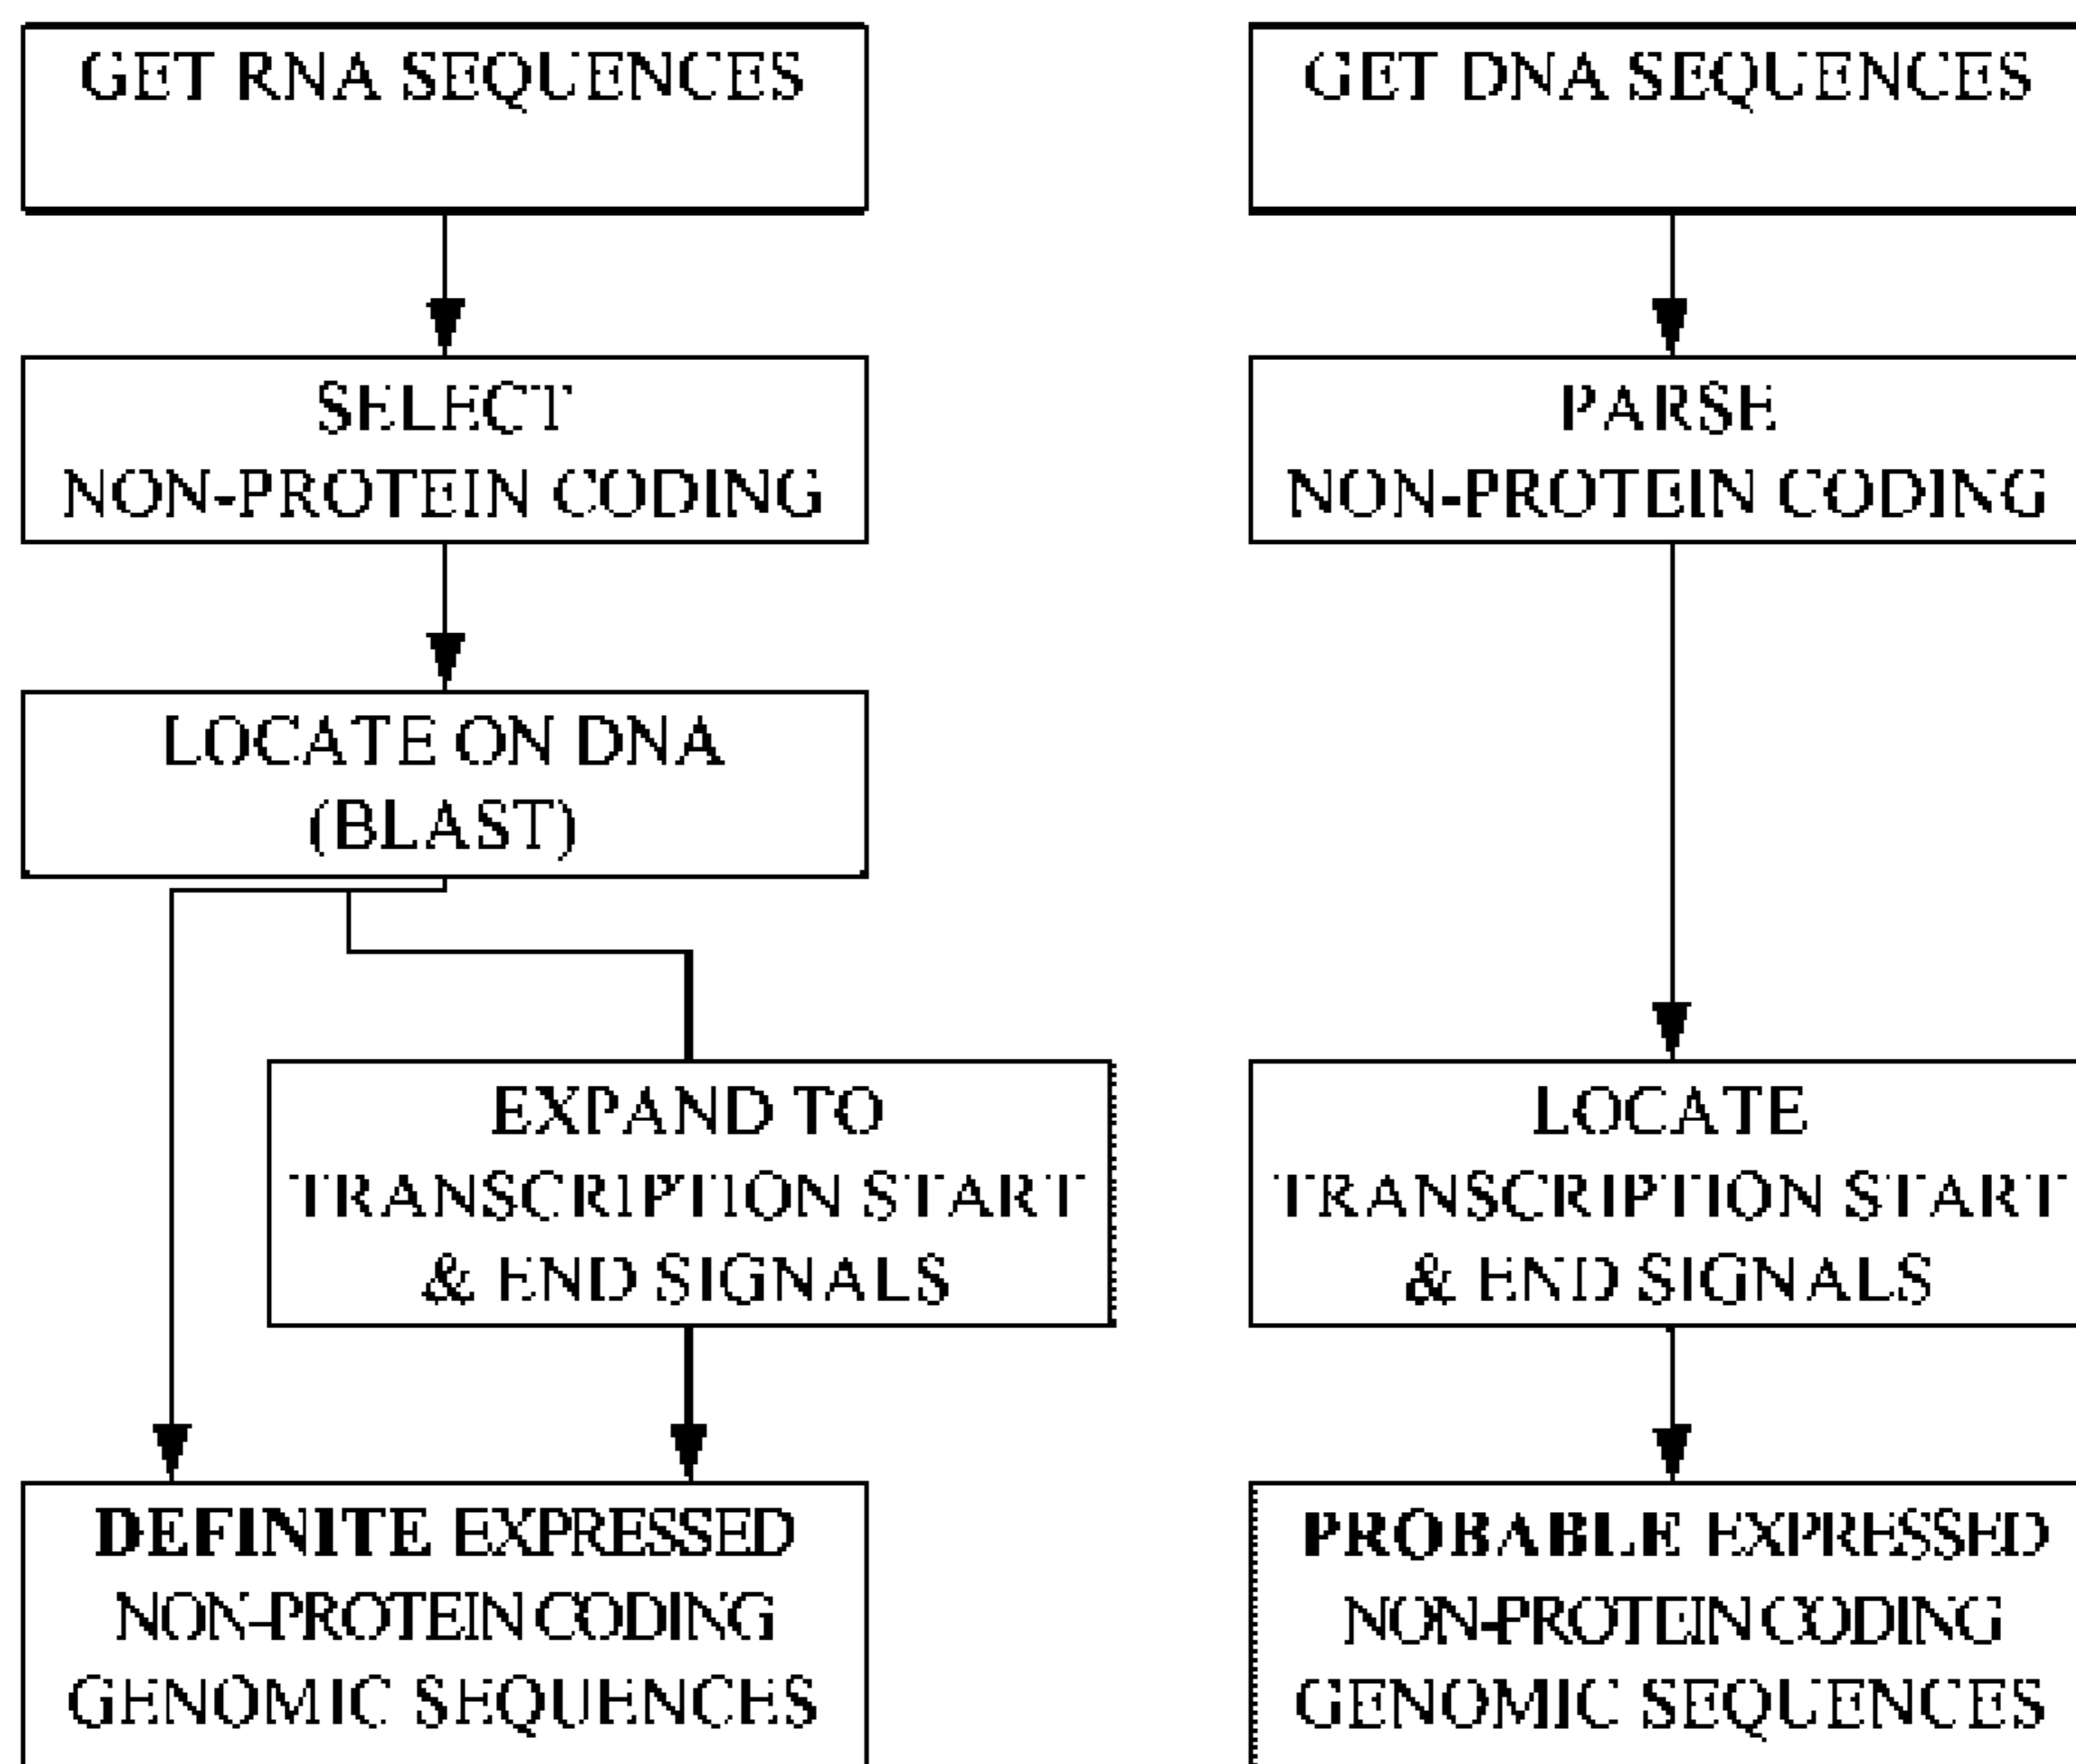 GET RNA SEQUENCES
SELECT
NON-PROTEIN CODING
LOCATE ON DNA
(BLAST)
EXPAND TO
TRANSCRIPTION START
& END SIGNALS
DEFINITE EXPRESSED
NON-PROTEIN CODING
GENOMIC SEQUENCES
GET DNA SEQUENCES
PARSE
NON-PROTEIN CODING
LOCATE
TRANSCRIPTION START
& END SIGNALS
PROBABLE EXPRESSED
NON-PROTEIN CODING
GENOMIC SEQUENCES